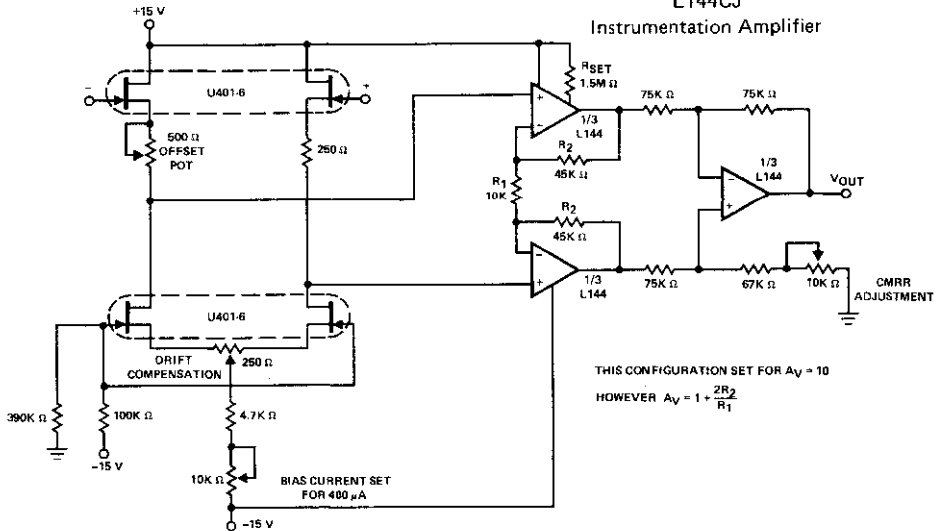 L144CJ
Instrumentation Amplifier
+15 V
U401-6
−
+
500 Ω
OFFSET
POT
250 Ω
RSET
1.5M Ω
+
−
1/3
L144
R2
45K Ω
R1
10K
R2
45K Ω
−
+
1/3
L144
75K Ω
75K Ω
−
+
1/3
L144
VOUT
75K Ω
67K Ω
10K Ω
CMRR
ADJUSTMENT
U401-6
DRIFT
COMPENSATION
250 Ω
390K Ω
100K Ω
−15 V
4.7K Ω
10K Ω
BIAS CURRENT SET
FOR 400 μA
−15 V
THIS CONFIGURATION SET FOR AV = 10
HOWEVER AV = 1 + 2R2/R1